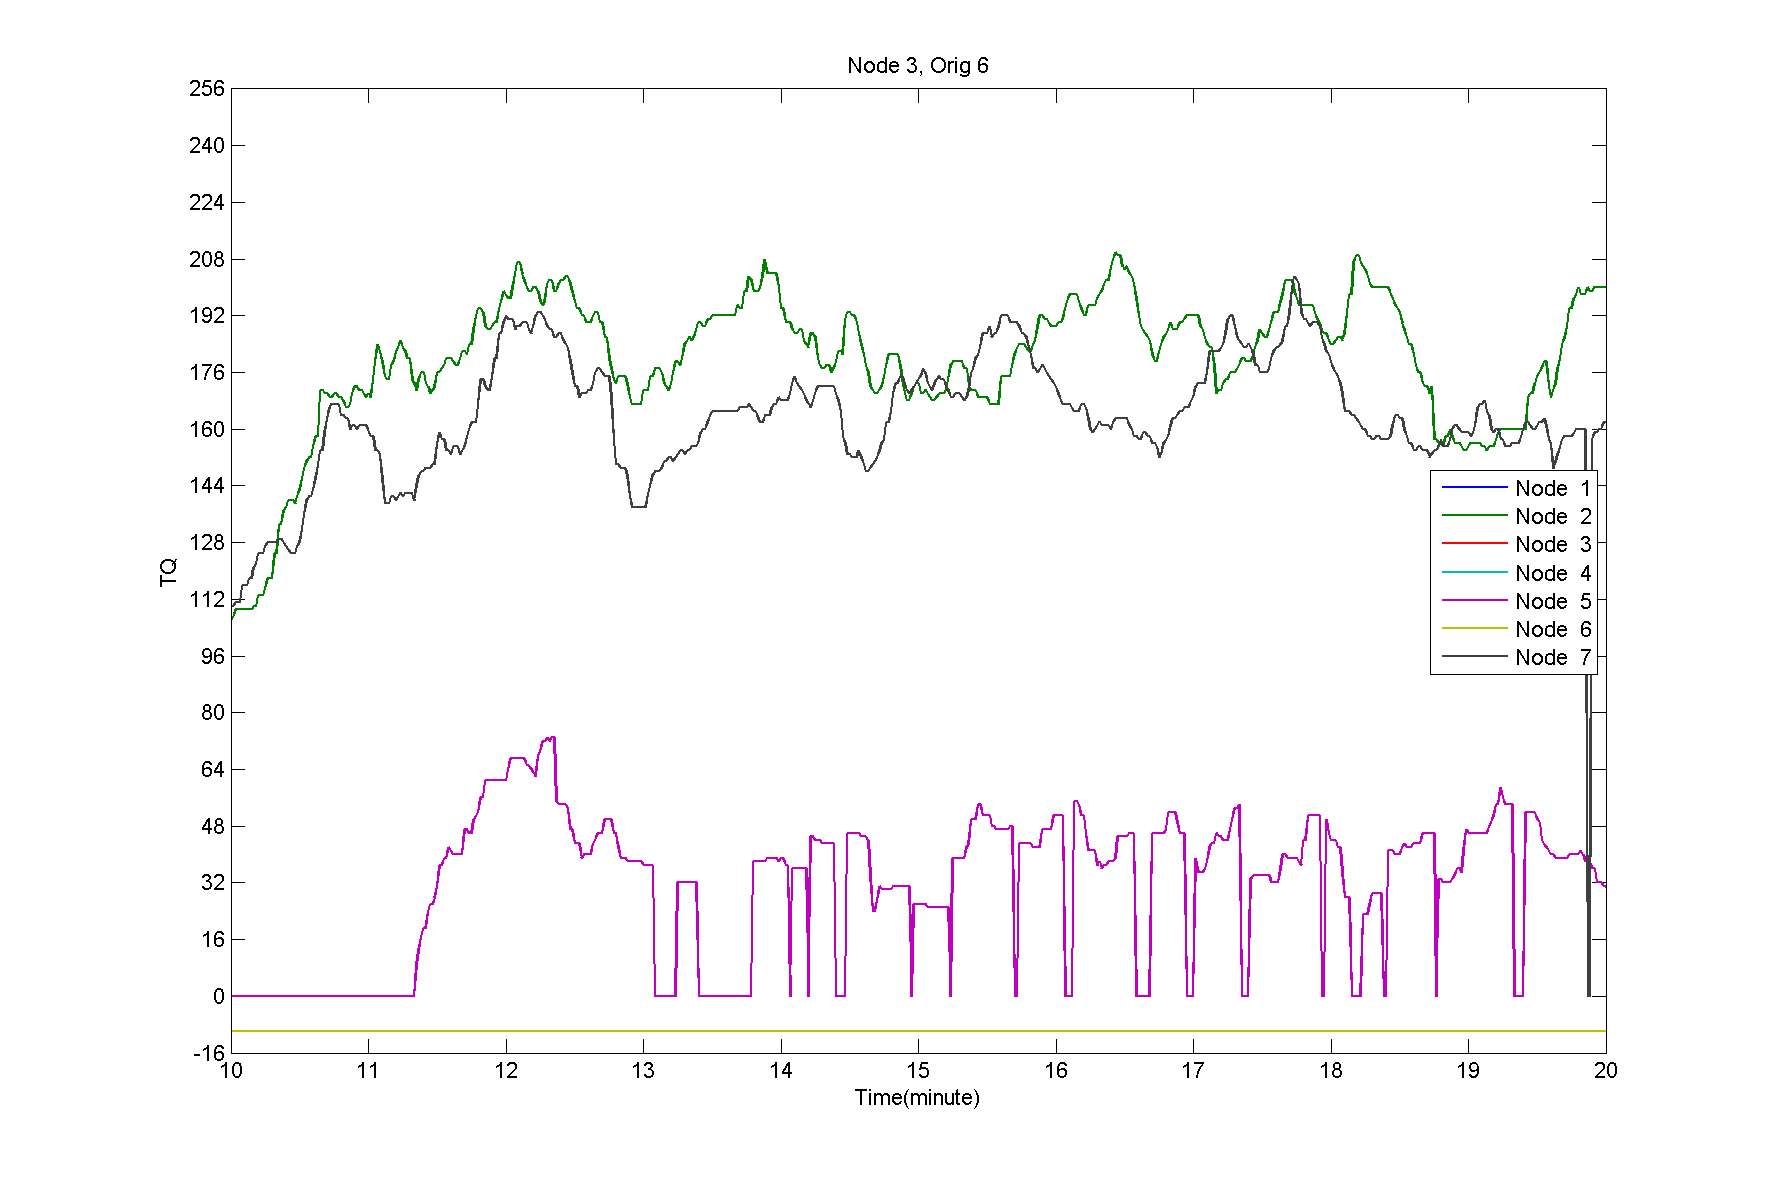 Node 3, Orig 6
256
240
224
208
192
176
160
144
128
112
96
80
64
48
32
16
0
-16
TQ
Node 1
Node 2
Node 3
Node 4
Node 5
Node 6
Node 7
10 11 12 13 14 15 16 17 18 19 20
Time(minute)